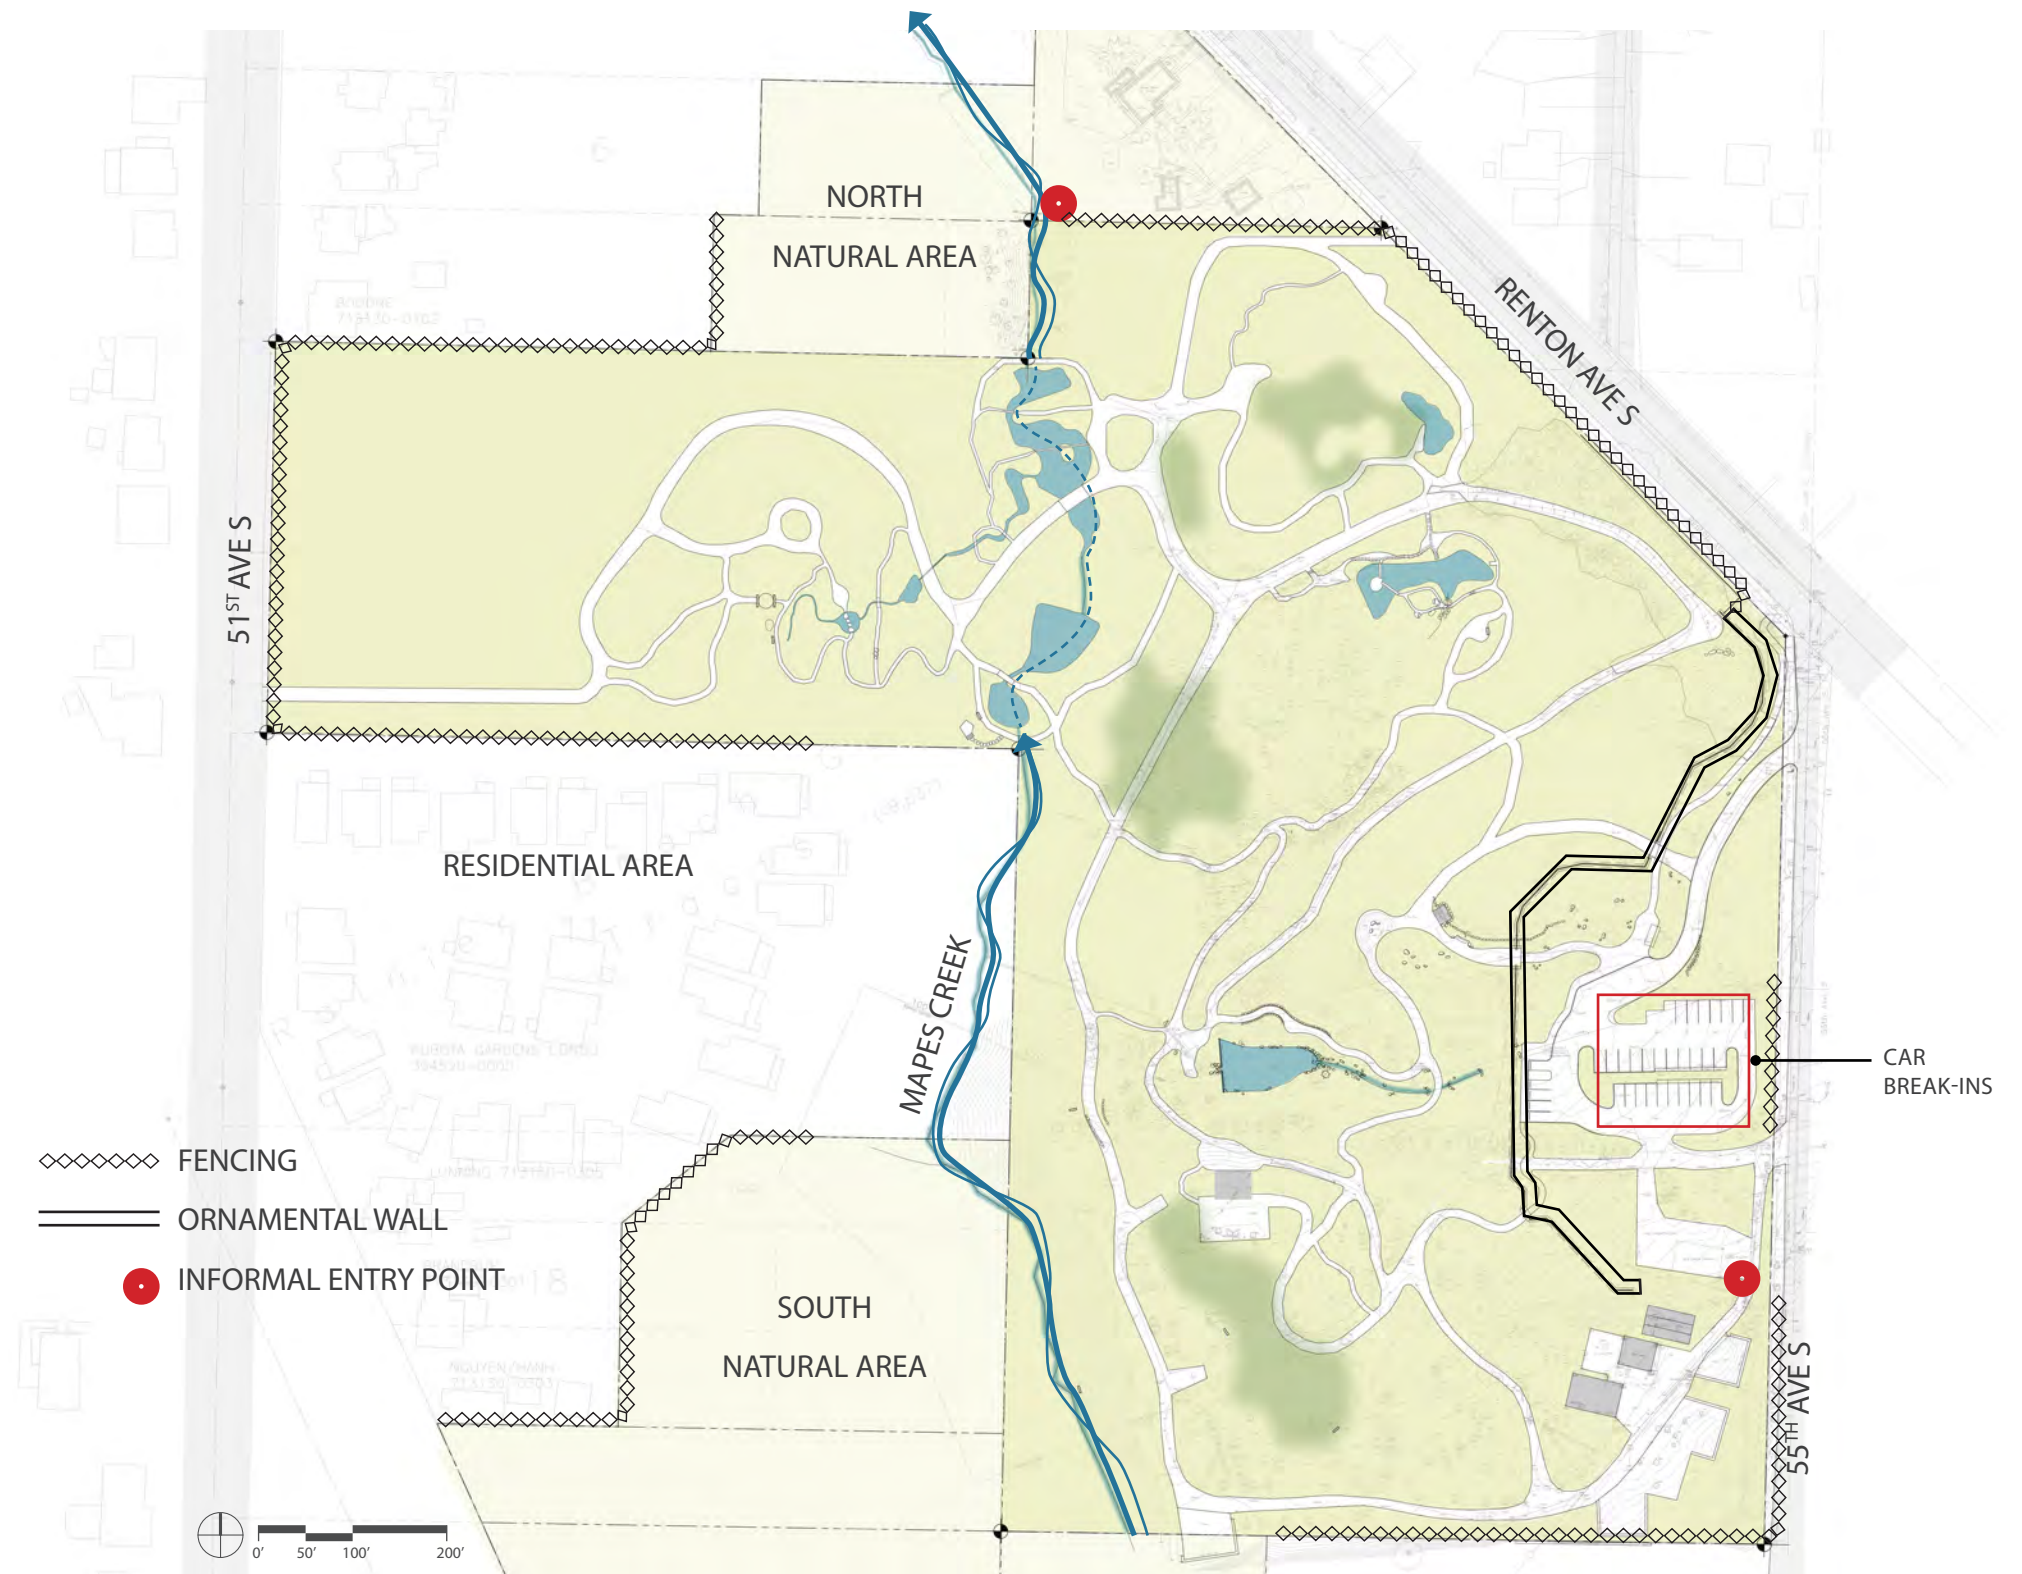 NORTH
NATURAL AREA
RENTON AVE S
51ST AVE S
RESIDENTIAL AREA
MAPES CREEK
CAR
BREAK-INS
FENCING
ORNAMENTAL WALL
INFORMAL ENTRY POINT
SOUTH
NATURAL AREA
55TH AVE S
0' 50' 100' 200'